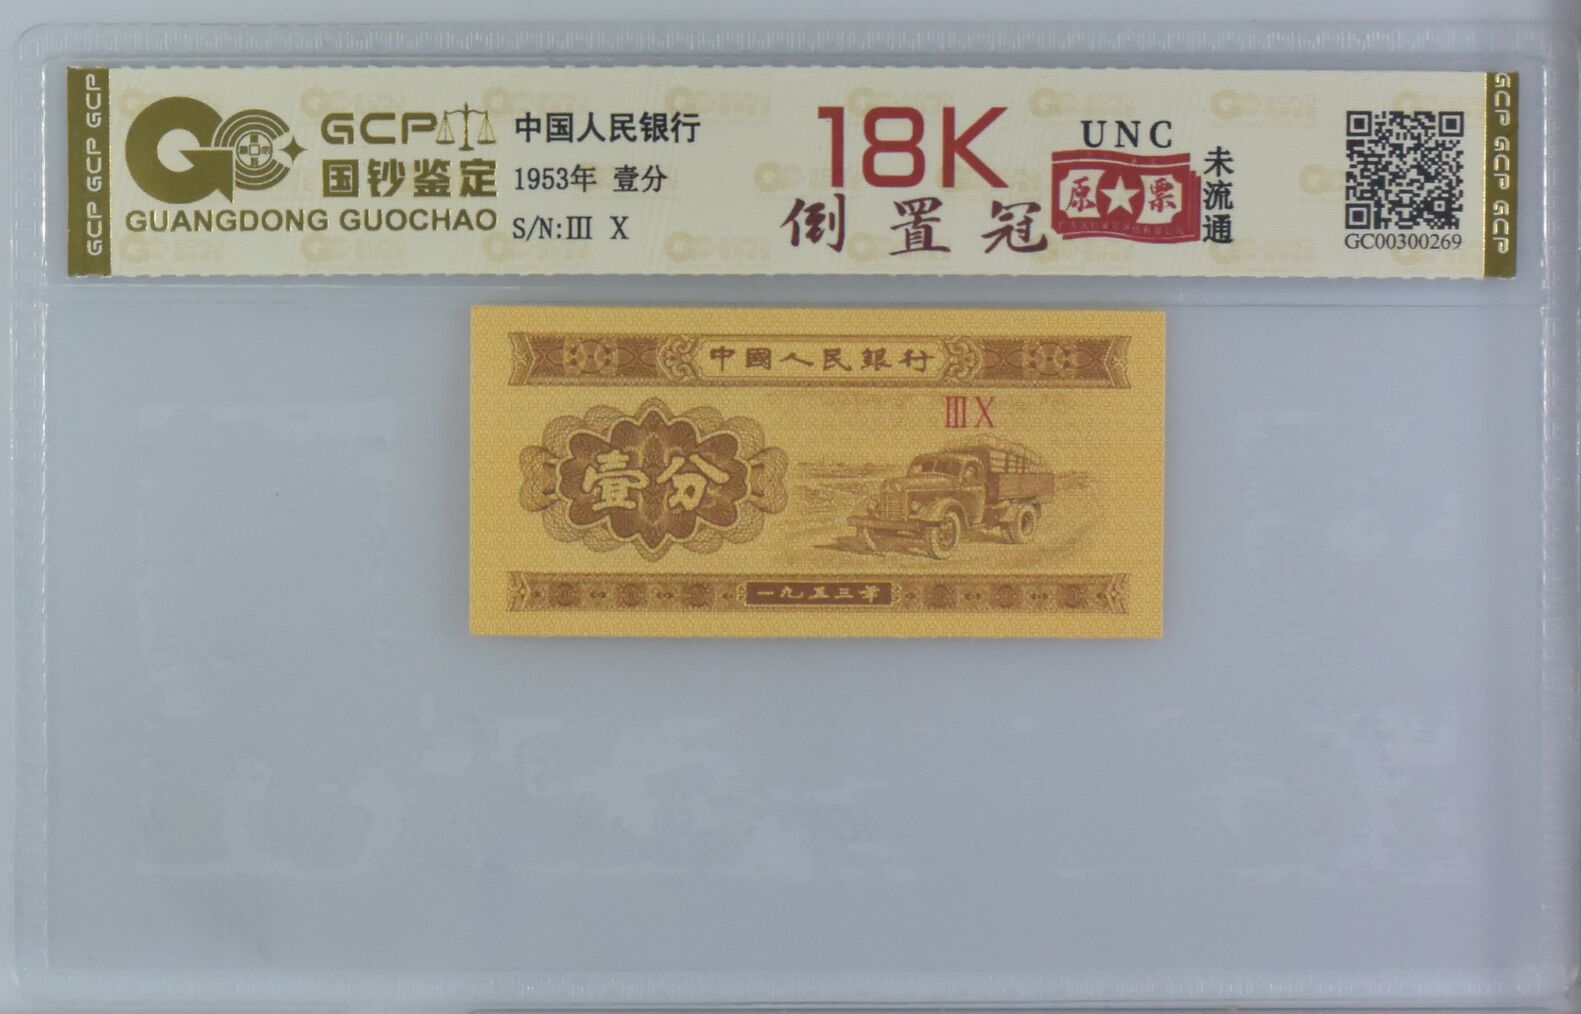 GCP GCP GCP
GCP
国钞鉴定
GUANGDONG GUOCHAO
中国人民银行
1953年 壹分
S/N:Ⅲ X
18K
倒置冠
UNC
原★票
未流通
GC00300269
GCP GCP GCP
中國人民銀行
ⅢX
壹分
一九五三年